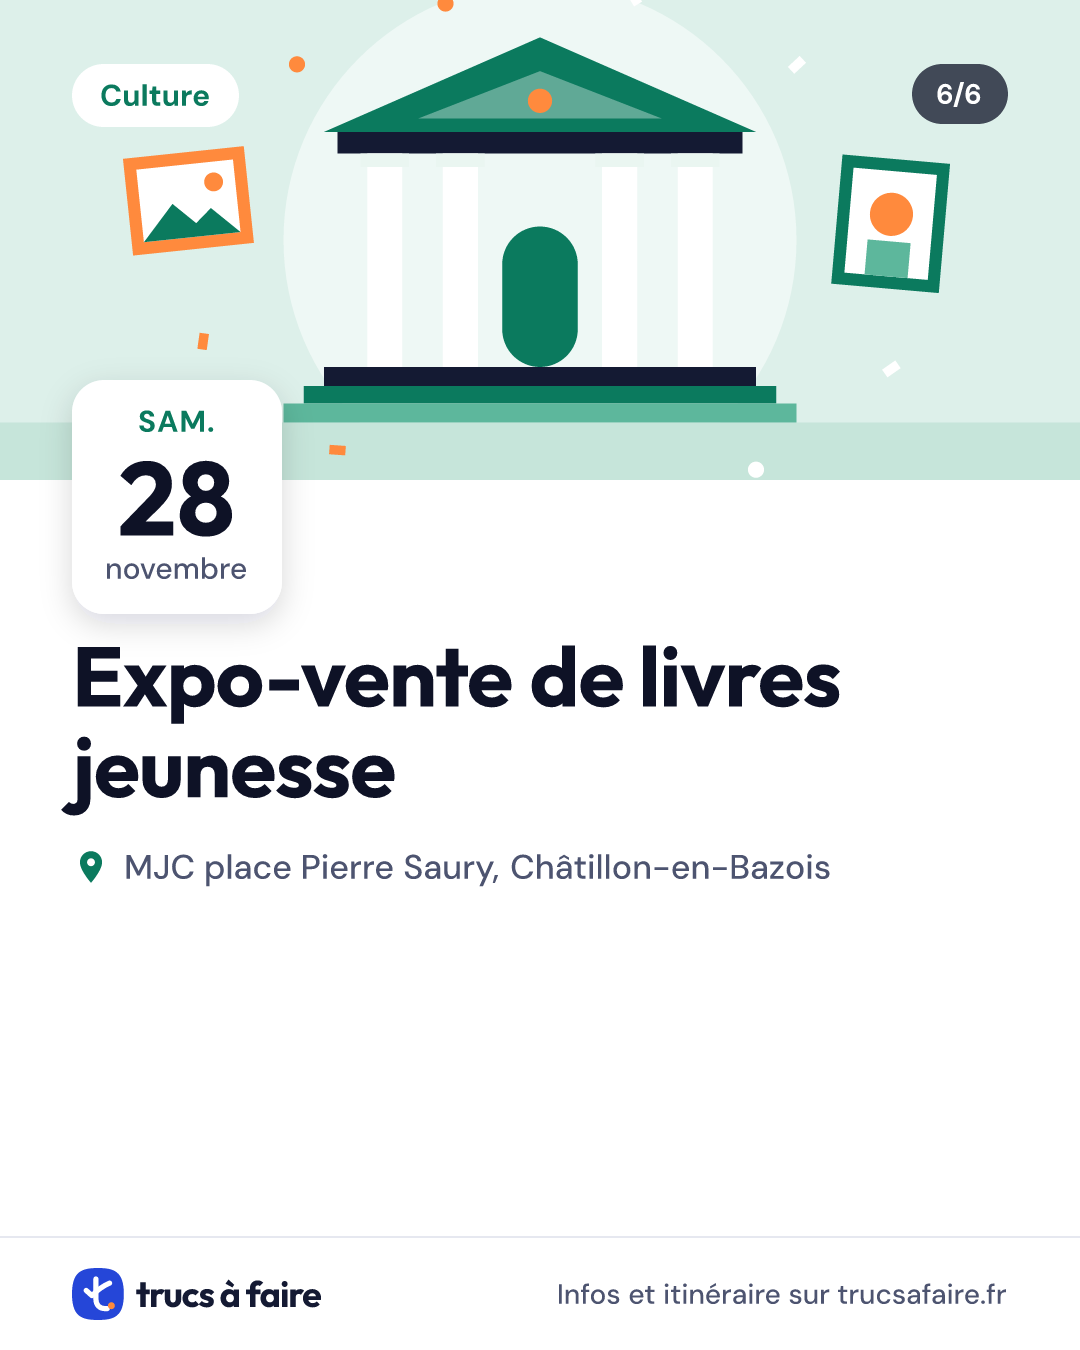 Culture
6/6
SAM.
28
novembre
Expo-vente de livres
jeunesse
MJC place Pierre Saury, Châtillon-en-Bazois
trucs à faire
Infos et itinéraire sur trucsafaire.fr